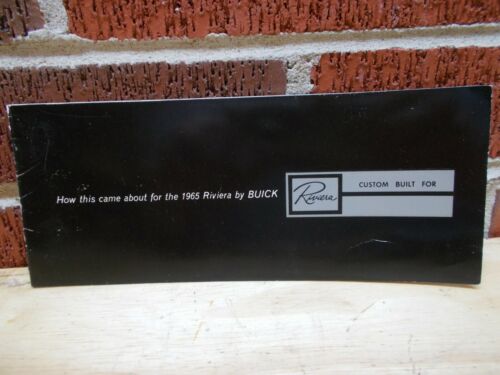 How this came about for the 1965 Riviera by BUICK
Riviera
CUSTOM BUILT FOR